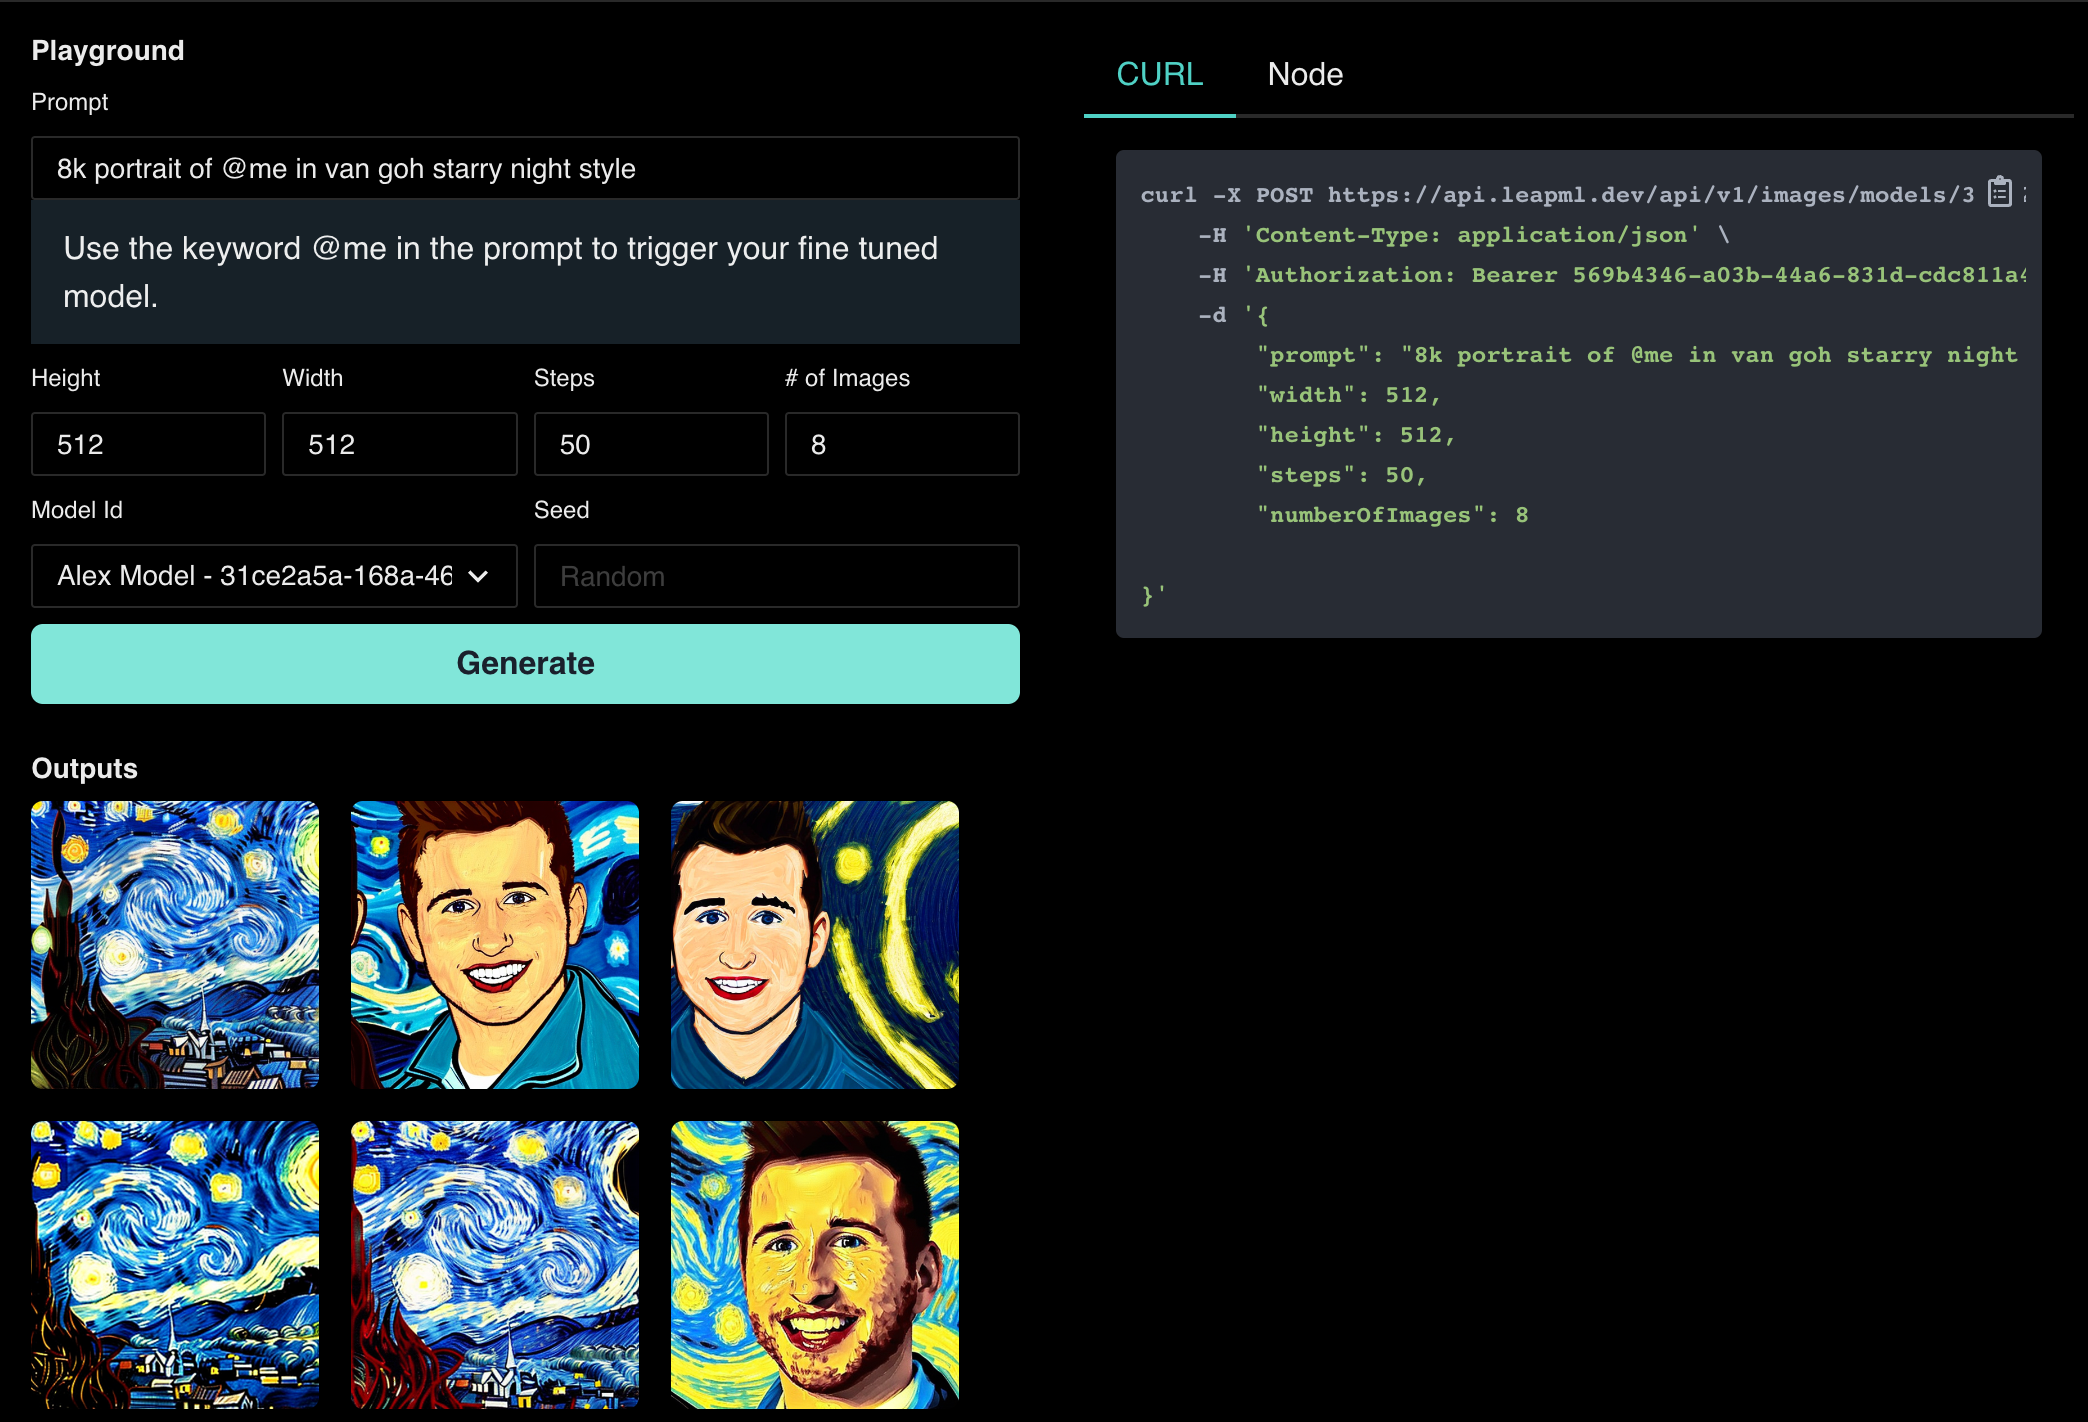 Playground
Prompt
8k portrait of @me in van goh starry night style
Use the keyword @me in the prompt to trigger your fine tuned
model.
Height
Width
Steps
# of Images
512
512
50
8
Model Id
Seed
Alex Model - 31ce2a5a-168a-46
Random
Generate
Outputs
CURL
Node
curl -X POST https://api.leapml.dev/api/v1/images/models/3
-H 'Content-Type: application/json' \
-H 'Authorization: Bearer 569b4346-a03b-44a6-831d-cdc811a4
-d '{
"prompt": "8k portrait of @me in van goh starry night
"width": 512,
"height": 512,
"steps": 50,
"numberOfImages": 8
}'